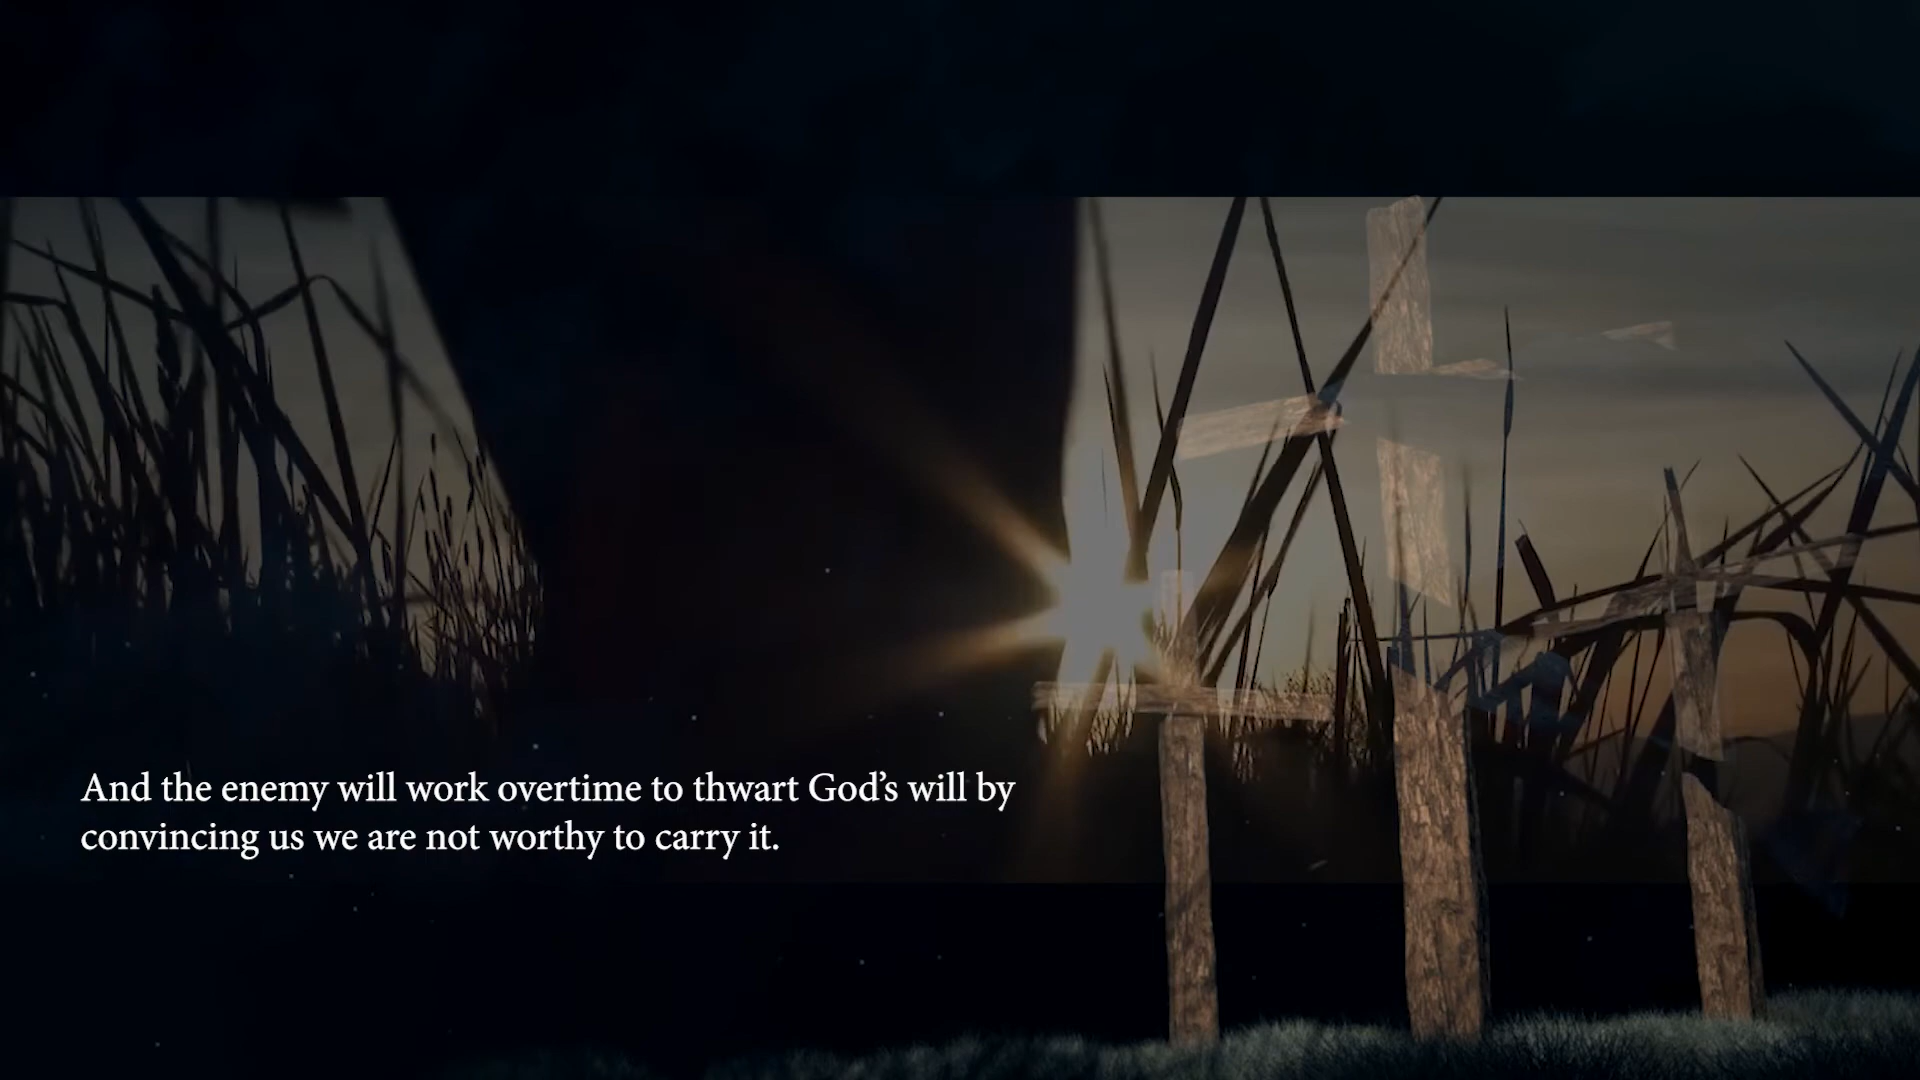 And the enemy will work overtime to thwart God’s will by
convincing us we are not worthy to carry it.